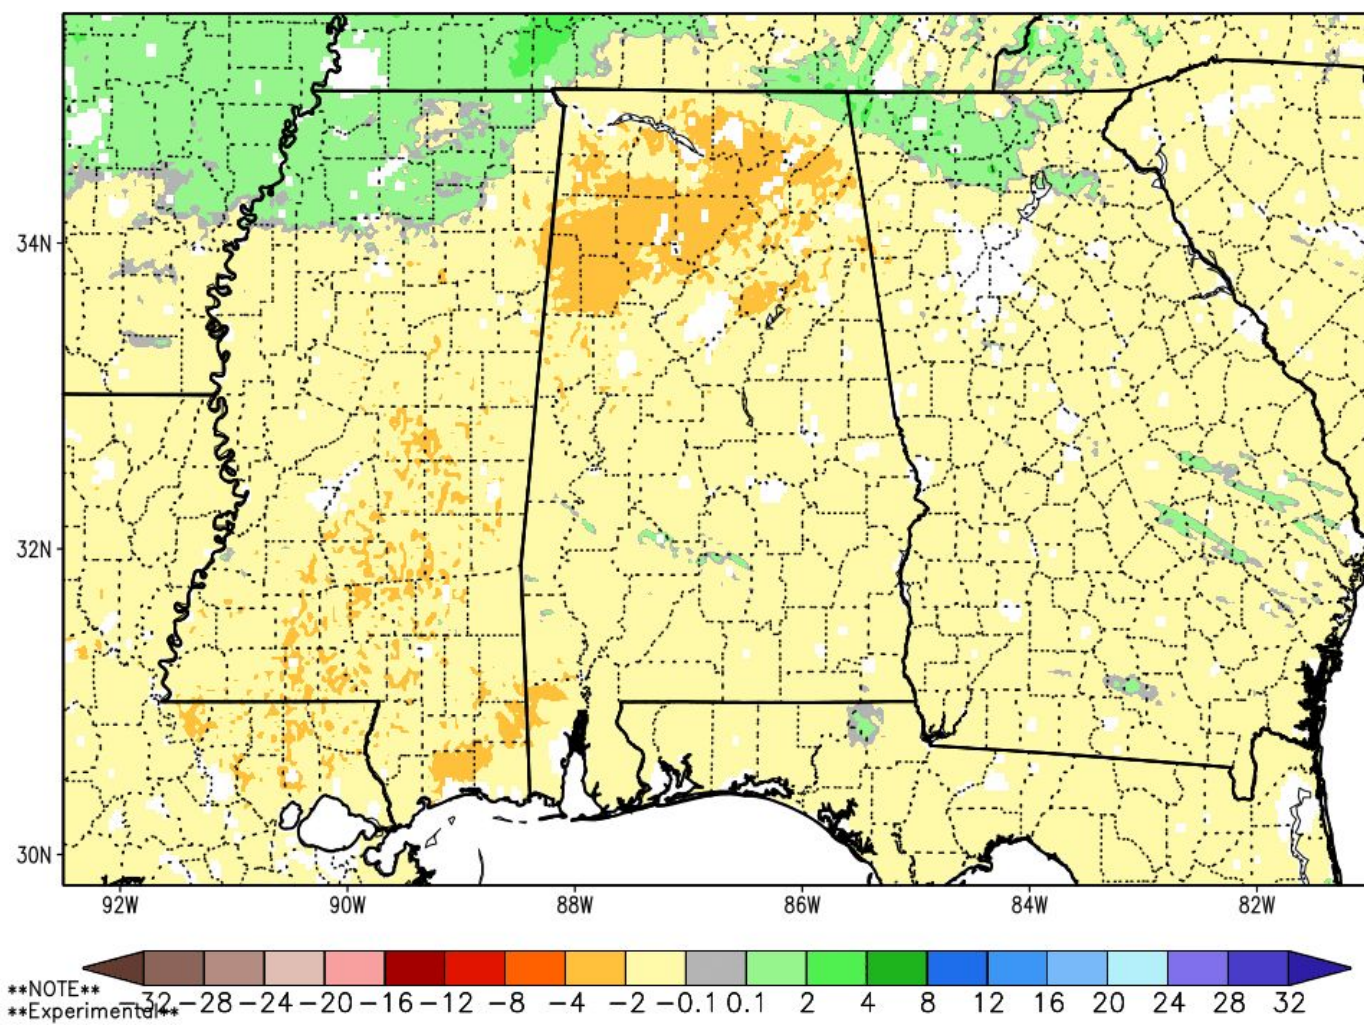 34N
32N
30N
92W 90W 88W 86W 84W 82W
**NOTE**
**Experimental** −32 −28 −24 −20 −16 −12 −8 −4 −2 −0.1 0.1 2 4 8 12 16 20 24 28 32